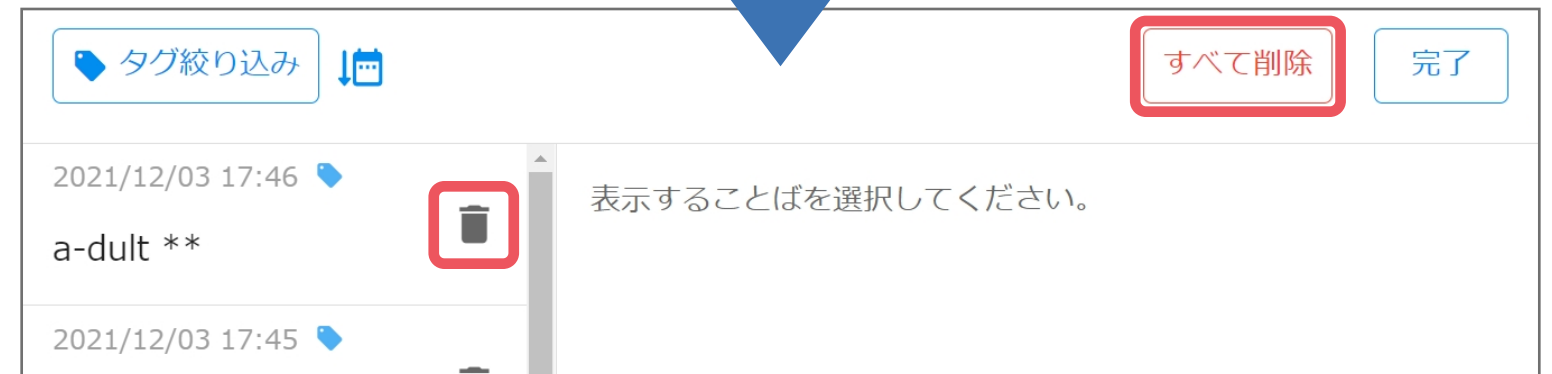 タグ絞り込み
すべて削除
完了
2021/12/03 17:46
a-dult **
2021/12/03 17:45
表示することばを選択してください。